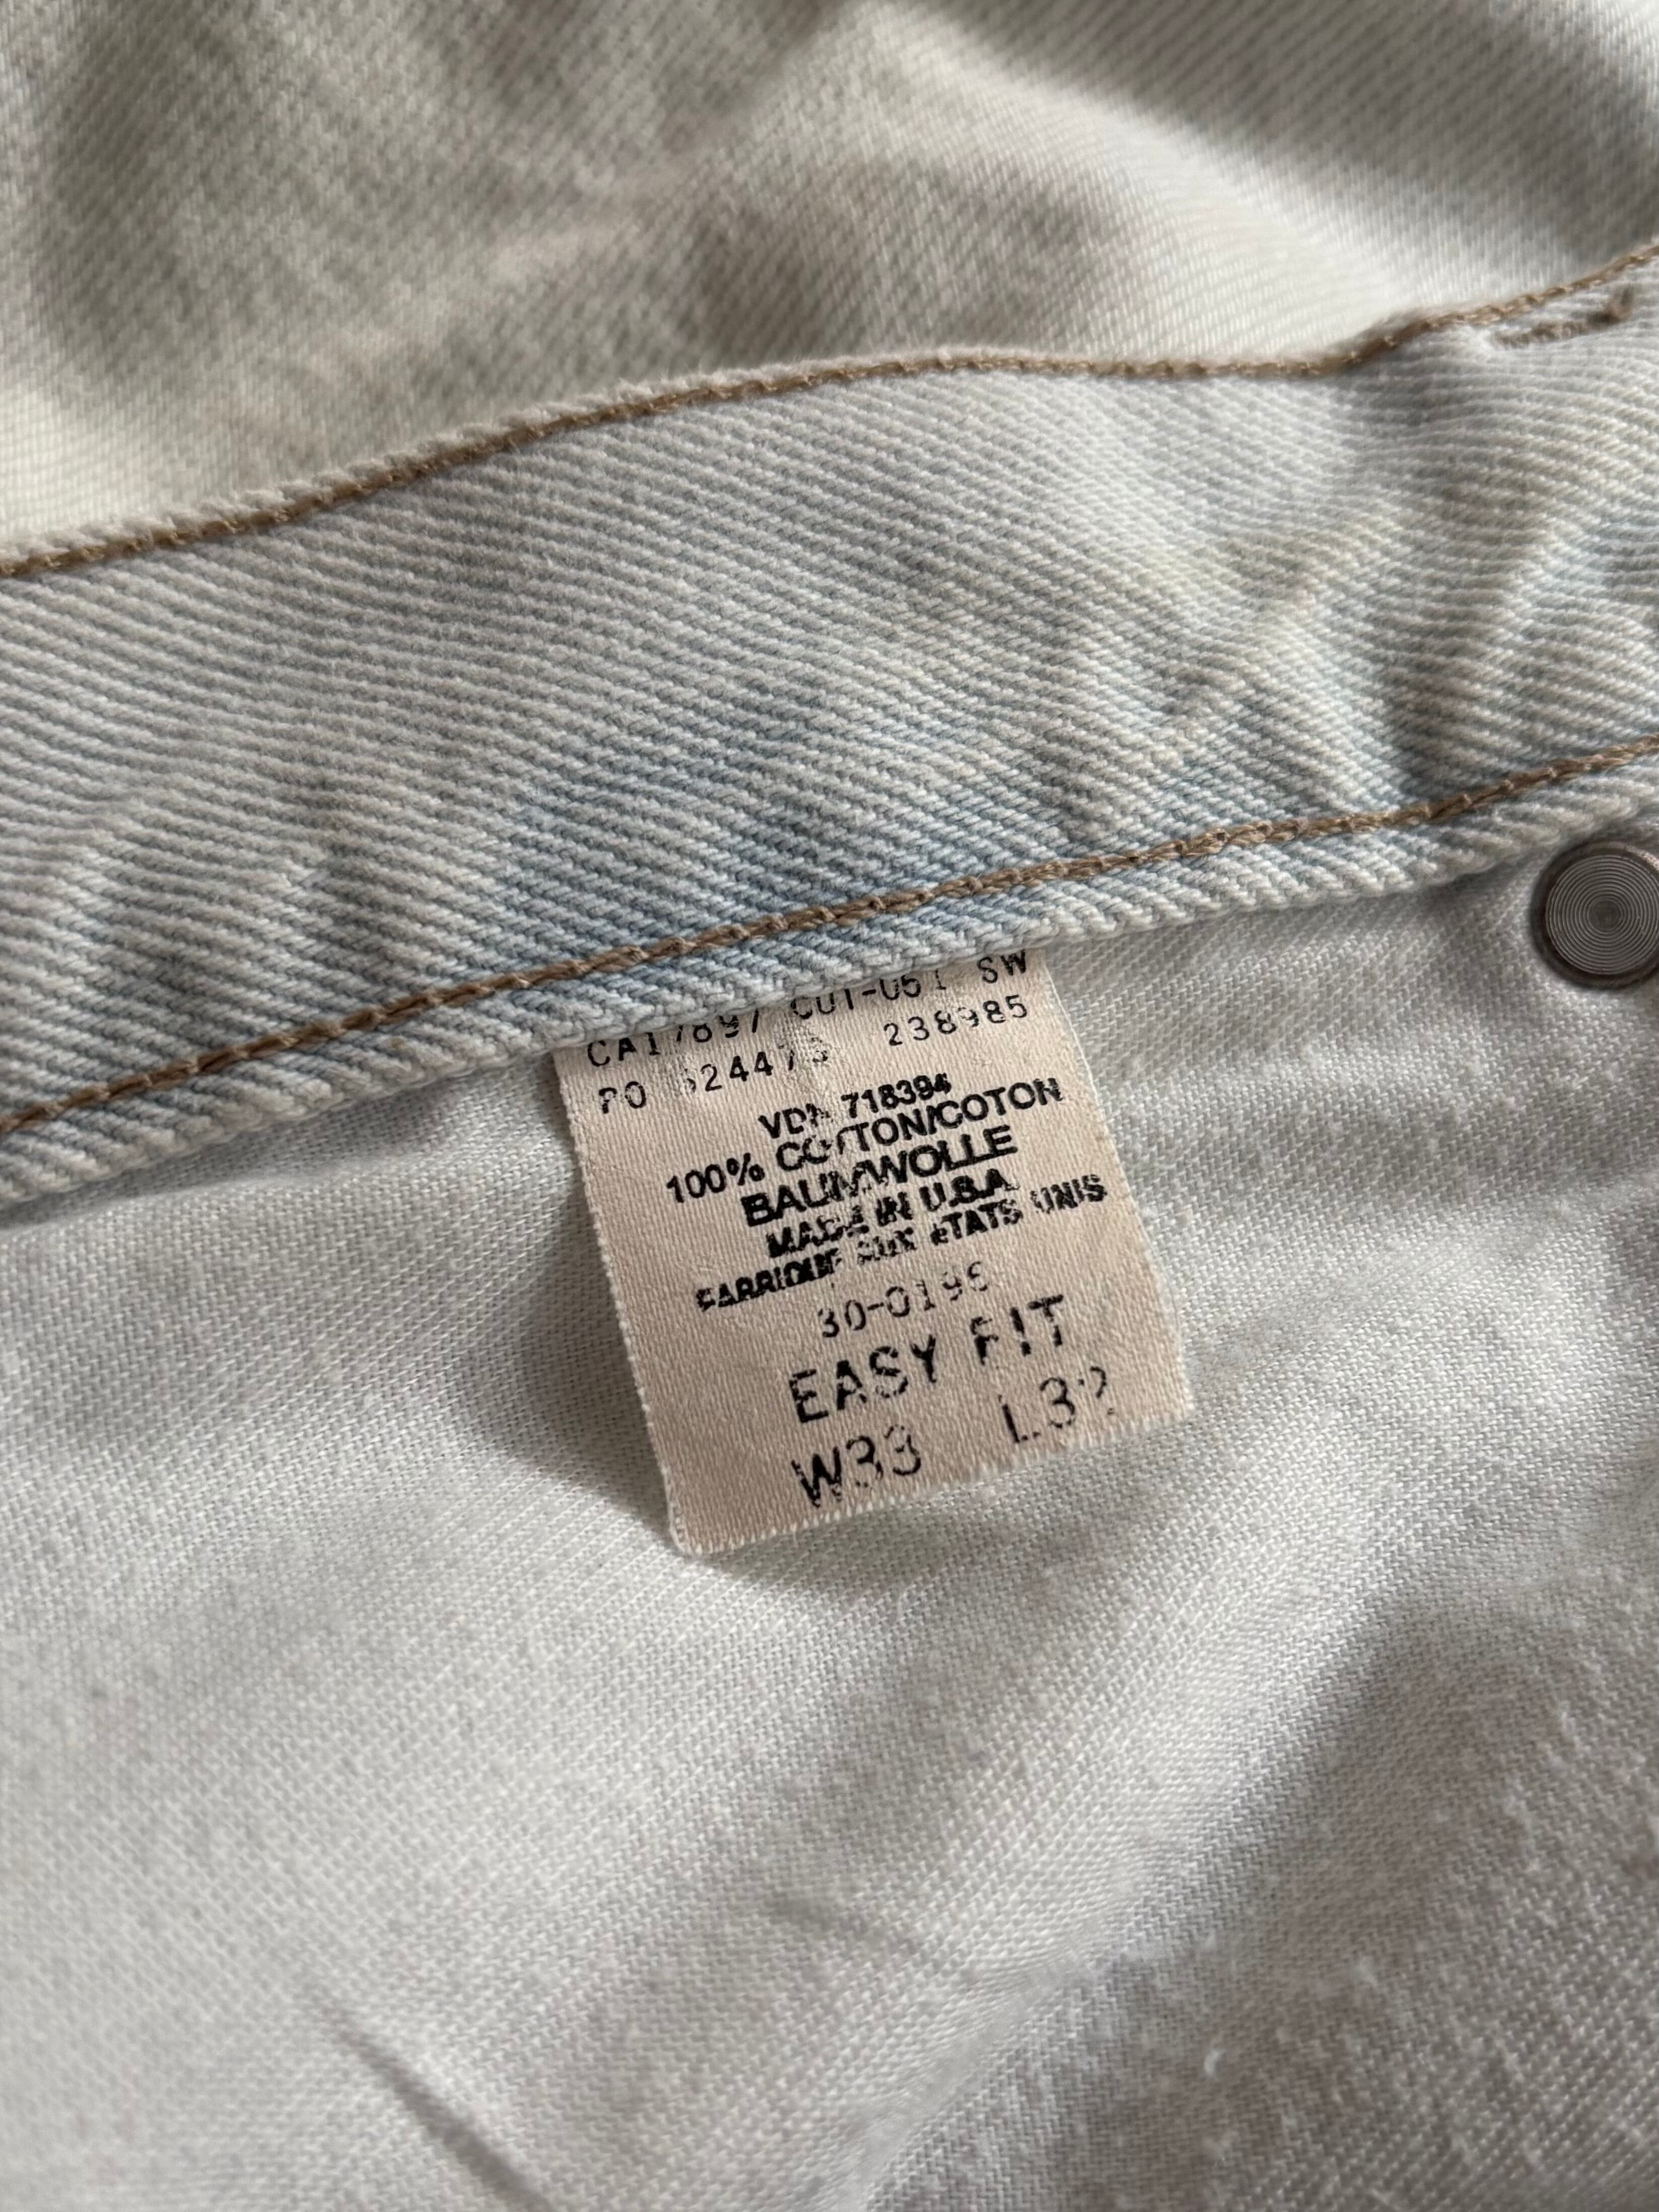 CA17897 CUT-051 SW
PO 624473 238985
VDN 718394
100% COTTON/COTON
BAUMWOLLE
MADE IN U.S.A
FABRIQUE AUX ETATS UNIS
30-0196
EASY FIT
W33 L32